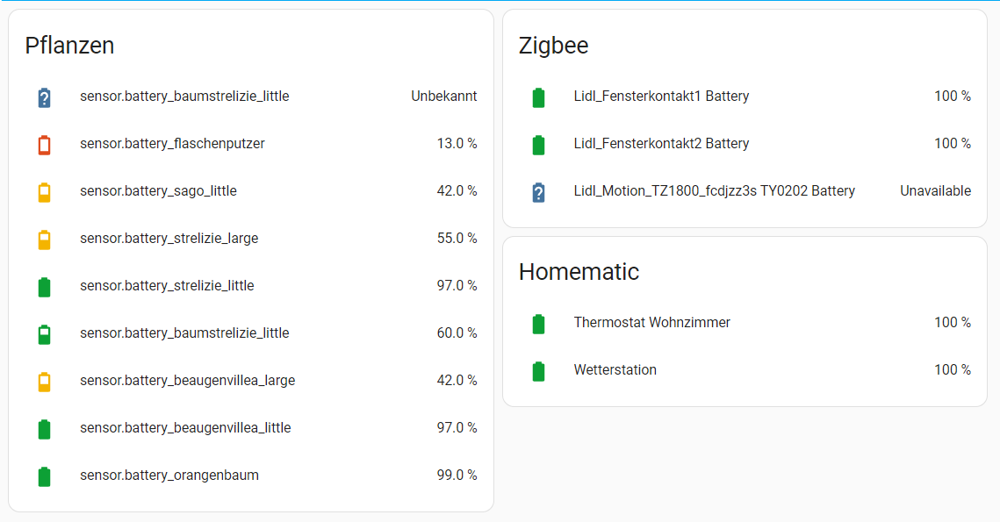 Pflanzen
sensor.battery_baumstrelizie_little Unbekannt
sensor.battery_flaschenputzer 13.0 %
sensor.battery_sago_little 42.0 %
sensor.battery_strelizie_large 55.0 %
sensor.battery_strelizie_little 97.0 %
sensor.battery_baumstrelizie_little 60.0 %
sensor.battery_beaugenvillea_large 42.0 %
sensor.battery_beaugenvillea_little 97.0 %
sensor.battery_orangenbaum 99.0 %
Zigbee
Lidl_Fensterkontakt1 Battery 100 %
Lidl_Fensterkontakt2 Battery 100 %
Lidl_Motion_TZ1800_fcdjzz3s TY0202 Battery Unavailable
Homematic
Thermostat Wohnzimmer 100 %
Wetterstation 100 %